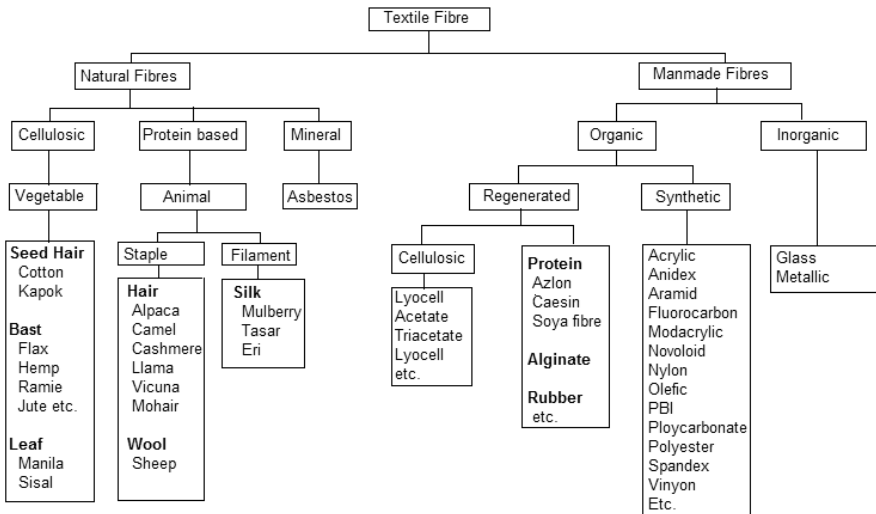 Textile Fibre
Natural Fibres
Manmade Fibres
Cellulosic
Protein based
Mineral
Organic
Inorganic
Vegetable
Animal
Asbestos
Regenerated
Synthetic
Staple
Filament
Cellulosic
Seed Hair
Cotton
Kapok
Bast
Flax
Hemp
Ramie
Jute etc.
Leaf
Manila
Sisal
Hair
Alpaca
Camel
Cashmere
Llama
Vicuna
Mohair
Wool
Sheep
Silk
Mulberry
Tasar
Eri
Lyocell
Acetate
Triacetate
Lyocell
etc.
Protein
Azlon
Caesin
Soya fibre
Alginate
Rubber
etc.
Acrylic
Anidex
Aramid
Fluorocarbon
Modacrylic
Novoloid
Nylon
Olefic
PBI
Ploycarbonate
Polyester
Spandex
Vinyon
Etc.
Glass
Metallic